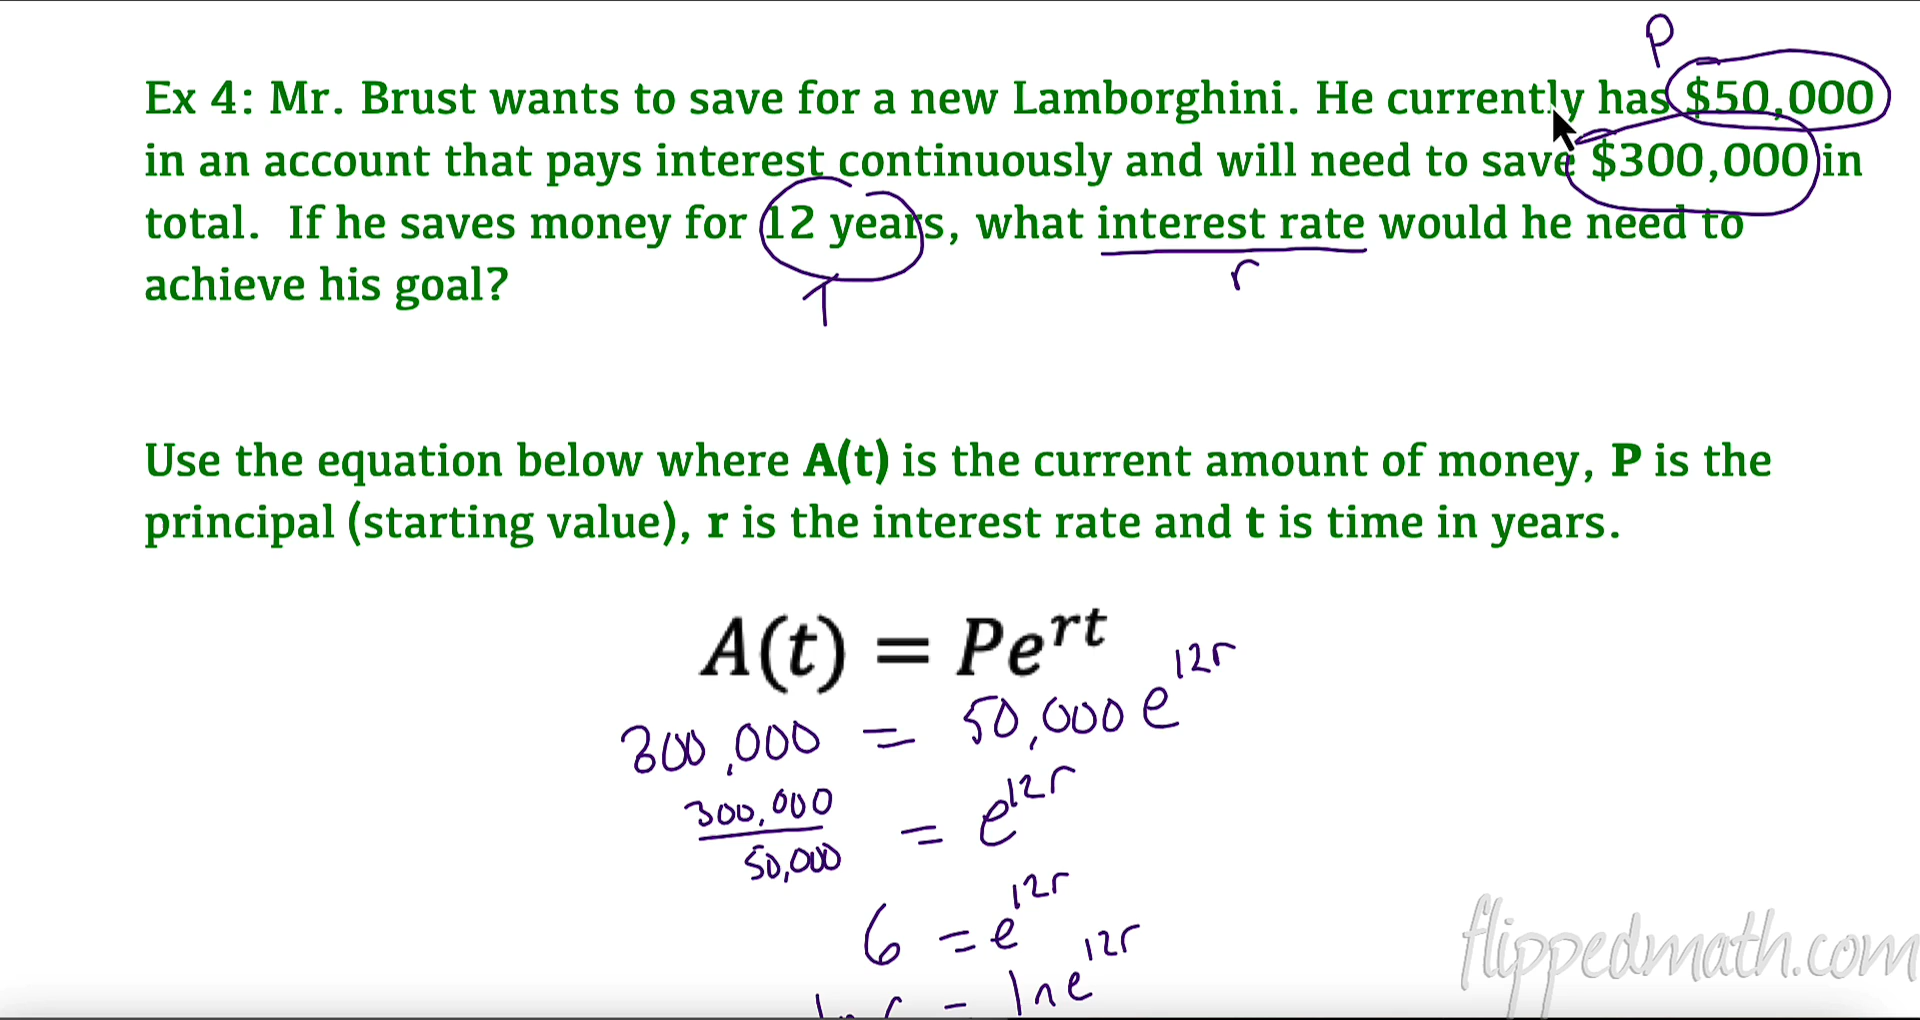 P
Ex 4: Mr. Brust wants to save for a new Lamborghini. He currently has $50,000
in an account that pays interest continuously and will need to save $300,000 in
total. If he saves money for 12 years, what interest rate would he need to
achieve his goal?
T
r
Use the equation below where A(t) is the current amount of money, P is the
principal (starting value), r is the interest rate and t is time in years.
A(t) = Pe^{rt}
300,000 = 50,000 e^{12r}
300,000/50,000 = e^{12r}
6 = e^{12r}
= ln e^{12r}
flippedmath.com